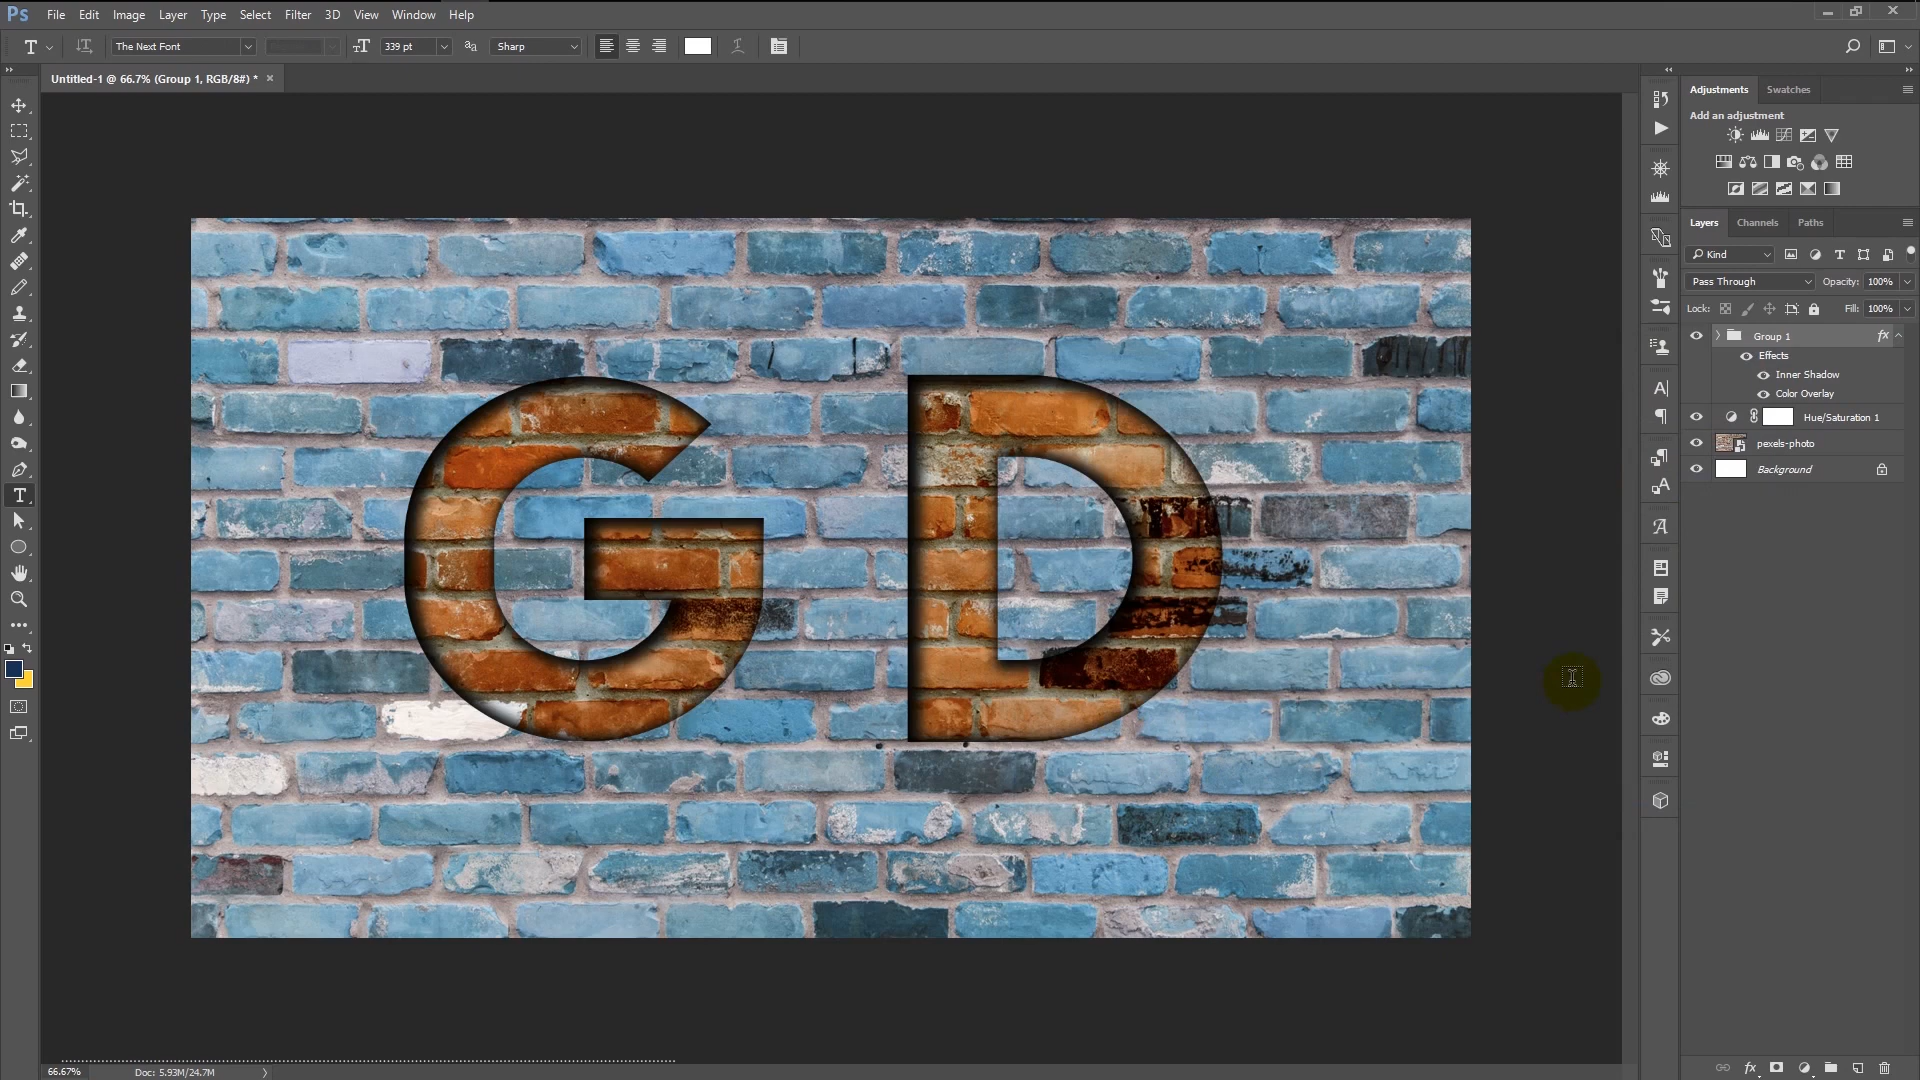 Ps File Edit Image Layer Type Select Filter 3D View Window Help
The Next Font 339 pt Sharp
Untitled-1 @ 66.7% (Group 1, RGB/8#) *
Adjustments Swatches
Add an adjustment
Layers Channels Paths
Kind
Pass Through Opacity: 100%
Lock: Fill: 100%
Group 1 fx
Effects
Inner Shadow
Color Overlay
Hue/Saturation 1
pexels-photo
Background
G D
66.67% Doc: 5.93M/24.7M
fx